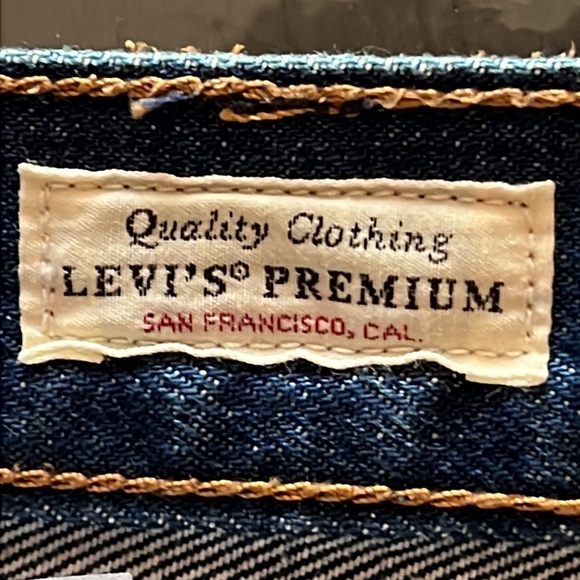 Quality Clothing
LEVI'S® PREMIUM
SAN FRANCISCO, CAL.